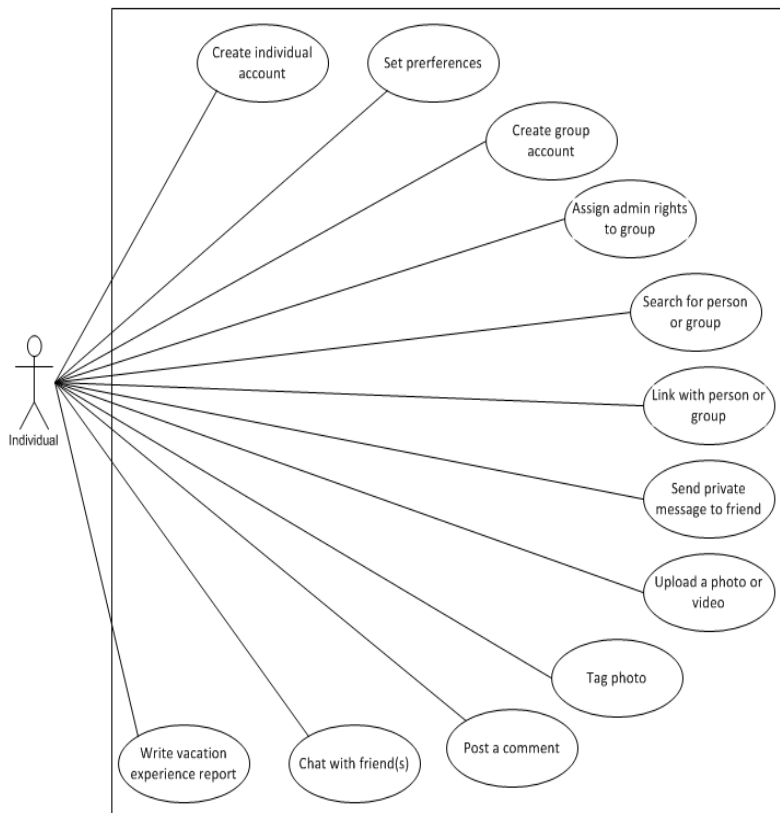 Create individual
account
Set prerferences
Create group
account
Assign admin rights
to group
Search for person
or group
Link with person or
group
Individual
Send private
message to friend
Upload a photo or
video
Tag photo
Post a comment
Chat with friend(s)
Write vacation
experience report